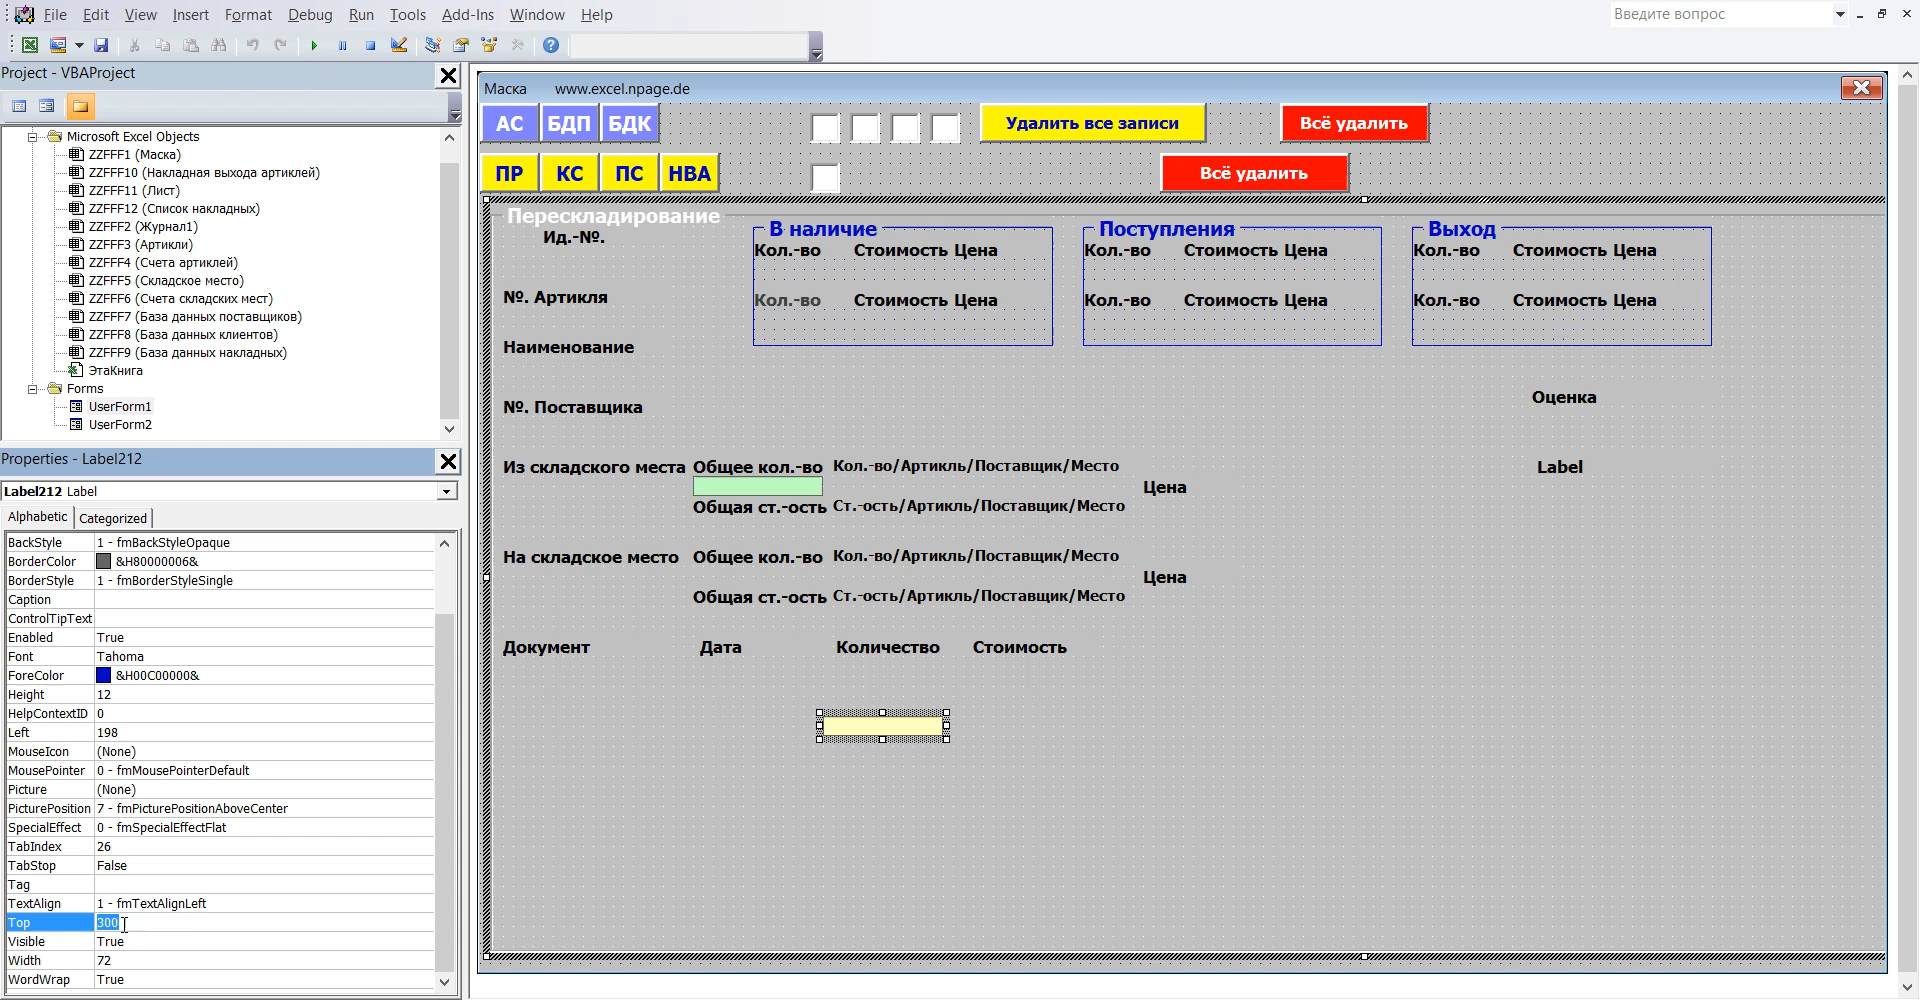 File Edit View Insert Format Debug Run Tools Add-Ins Window Help
Введите вопрос
Project - VBAProject
Microsoft Excel Objects
ZZFFF1 (Маска)
ZZFFF10 (Накладная выхода артиклей)
ZZFFF11 (Лист)
ZZFFF12 (Список накладных)
ZZFFF2 (Журнал1)
ZZFFF3 (Артикли)
ZZFFF4 (Счета артиклей)
ZZFFF5 (Складское место)
ZZFFF6 (Счета складских мест)
ZZFFF7 (База данных поставщиков)
ZZFFF8 (База данных клиентов)
ZZFFF9 (База данных накладных)
ЭтаКнига
Forms
UserForm1
UserForm2
Properties - Label212
Label212 Label
Alphabetic Categorized
BackStyle 1 - fmBackStyleOpaque
BorderColor &H80000006&
BorderStyle 1 - fmBorderStyleSingle
Caption
ControlTipText
Enabled True
Font Tahoma
ForeColor &H00C00000&
Height 12
HelpContextID 0
Left 198
MouseIcon (None)
MousePointer 0 - fmMousePointerDefault
Picture (None)
PicturePosition 7 - fmPicturePositionAboveCenter
SpecialEffect 0 - fmSpecialEffectFlat
TabIndex 26
TabStop False
Tag
TextAlign 1 - fmTextAlignLeft
Top 300
Visible True
Width 72
WordWrap True
Маска www.excel.npage.de
АС БДП БДК Удалить все записи Всё удалить
ПР КС ПС НВА Всё удалить
Перескладирование
Ид.-№. В наличие Поступления Выход
Кол.-во Стоимость Цена Кол.-во Стоимость Цена Кол.-во Стоимость Цена
№. Артикля Кол.-во Стоимость Цена Кол.-во Стоимость Цена Кол.-во Стоимость Цена
Наименование
№. Поставщика Оценка
Из складского места Общее кол.-во Кол.-во/Артикль/Поставщик/Место Label
Цена
Общая ст.-ость Ст.-ость/Артикль/Поставщик/Место
На складское место Общее кол.-во Кол.-во/Артикль/Поставщик/Место
Цена
Общая ст.-ость Ст.-ость/Артикль/Поставщик/Место
Документ Дата Количество Стоимость